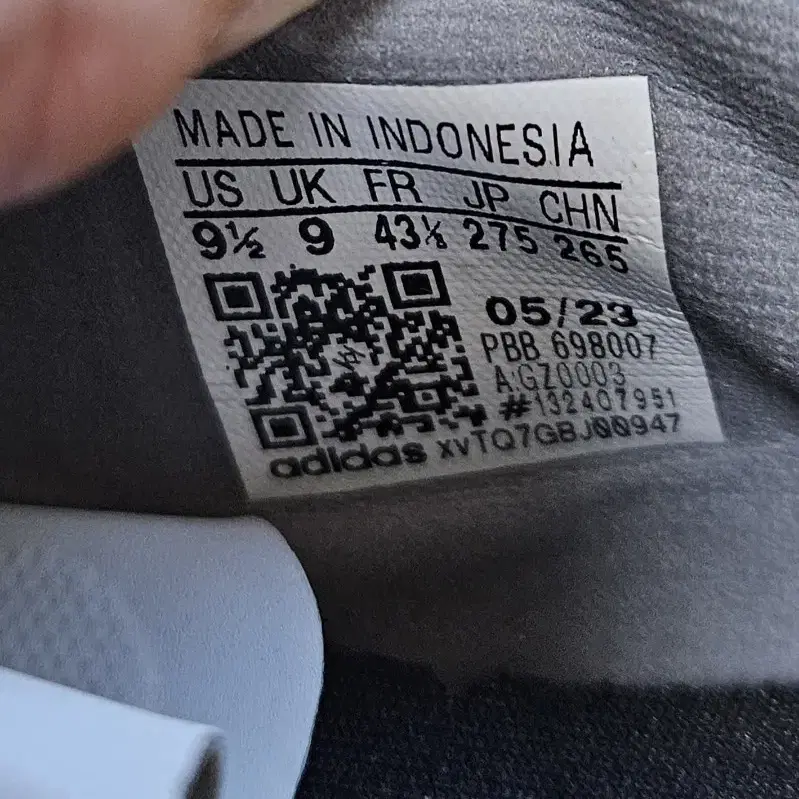 MADE IN INDONESIA
US UK FR JP CHN
9½ 9 43⅓ 275 265
05/23
PBB 698007
A:GZ0003
#132407951
adidas XVTQ7GBJ00947